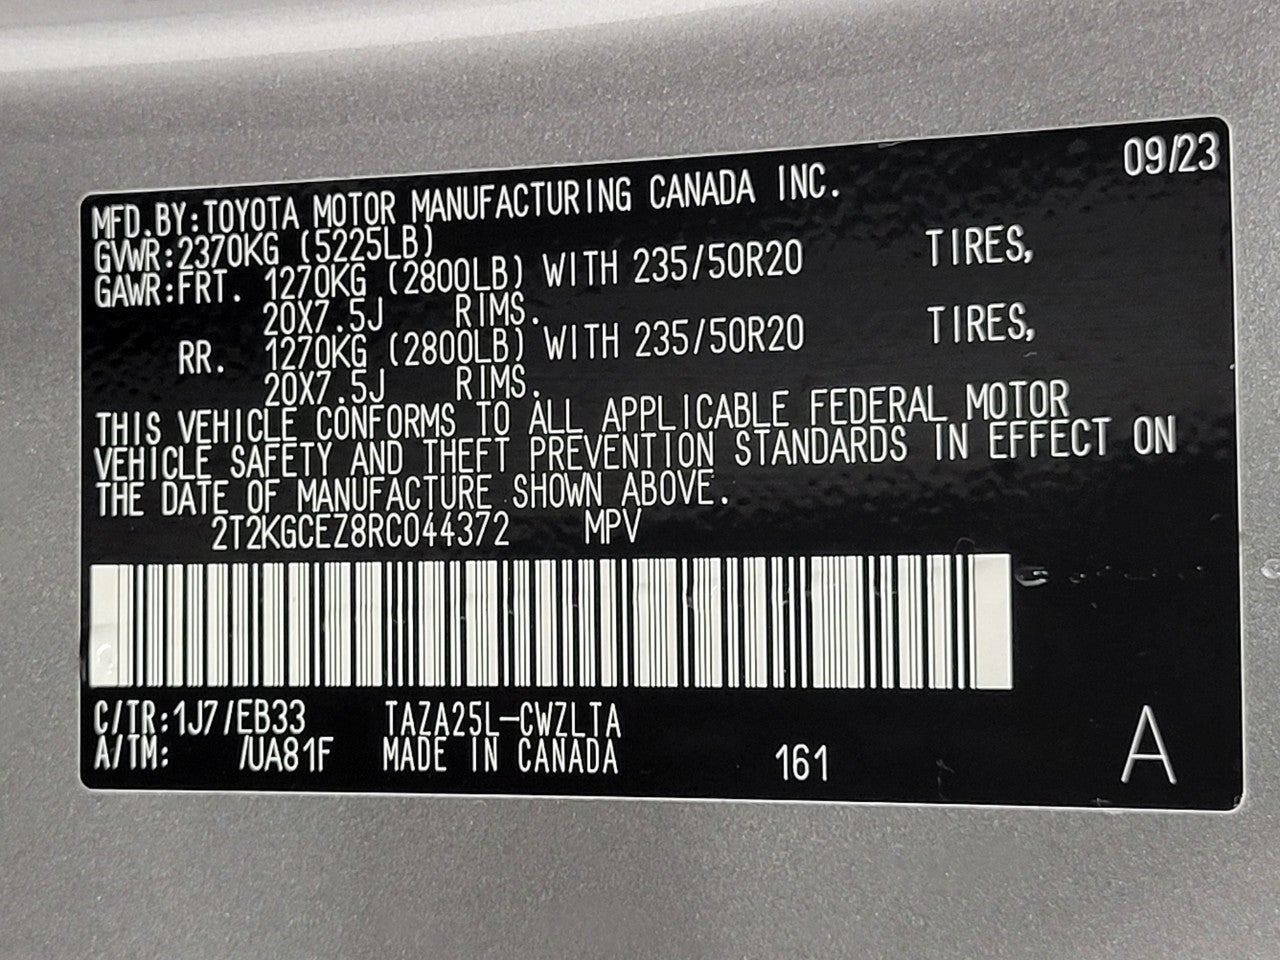 09/23
MFD.BY:TOYOTA MOTOR MANUFACTURING CANADA INC.
GVWR:2370KG (5225LB)
GAWR:FRT. 1270KG (2800LB) WITH 235/50R20 TIRES,
20X7.5J RIMS.
RR. 1270KG (2800LB) WITH 235/50R20 TIRES,
20X7.5J RIMS.
THIS VEHICLE CONFORMS TO ALL APPLICABLE FEDERAL MOTOR
VEHICLE SAFETY AND THEFT PREVENTION STANDARDS IN EFFECT ON
THE DATE OF MANUFACTURE SHOWN ABOVE.
2T2KGCEZ8RC044372 MPV
C/TR:1J7/EB33 TAZA25L-CWZLTA
A/TM: /UA81F MADE IN CANADA 161 A